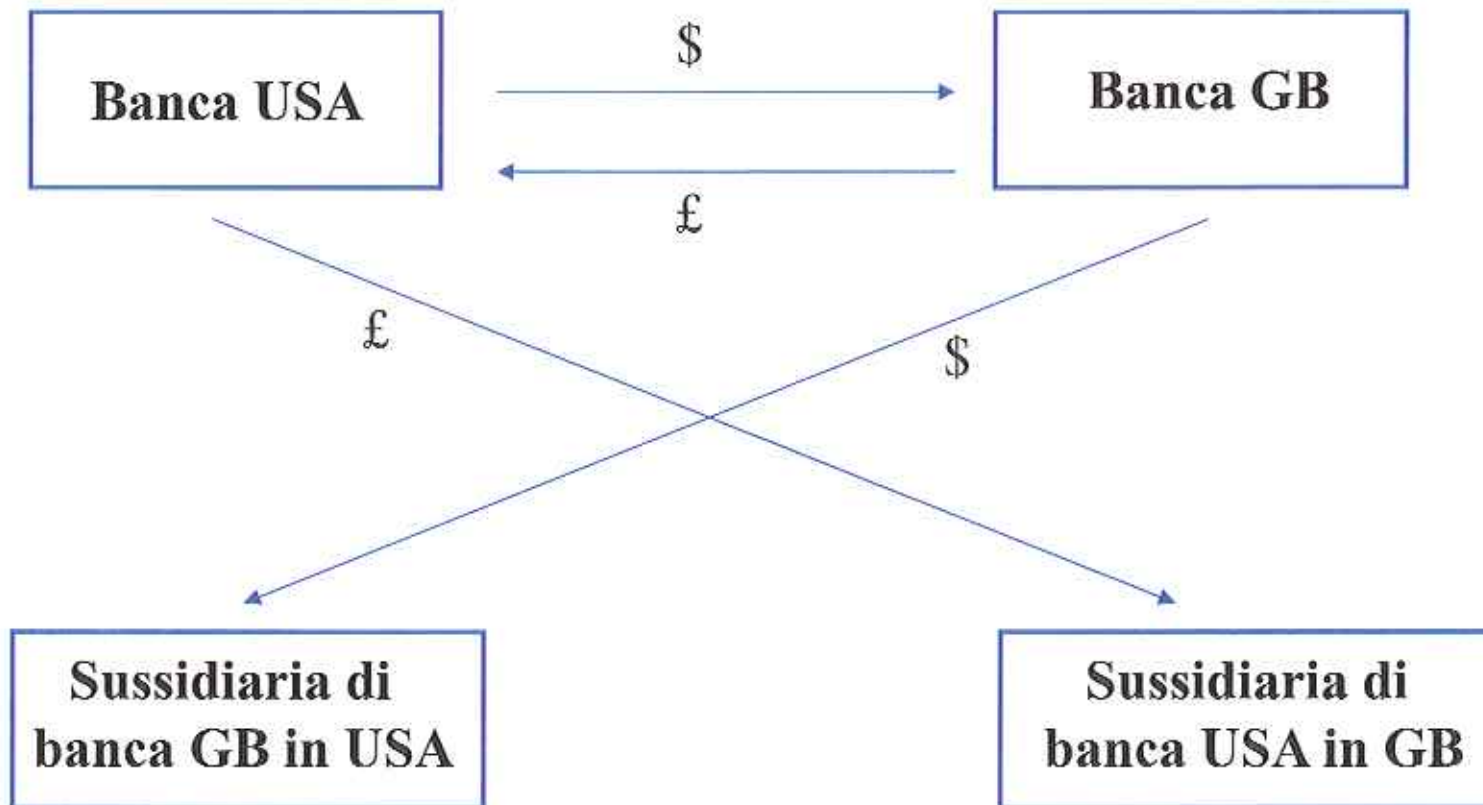 Banca USA
$
Banca GB
£
£
$
Sussidiaria di
banca GB in USA
Sussidiaria di
banca USA in GB